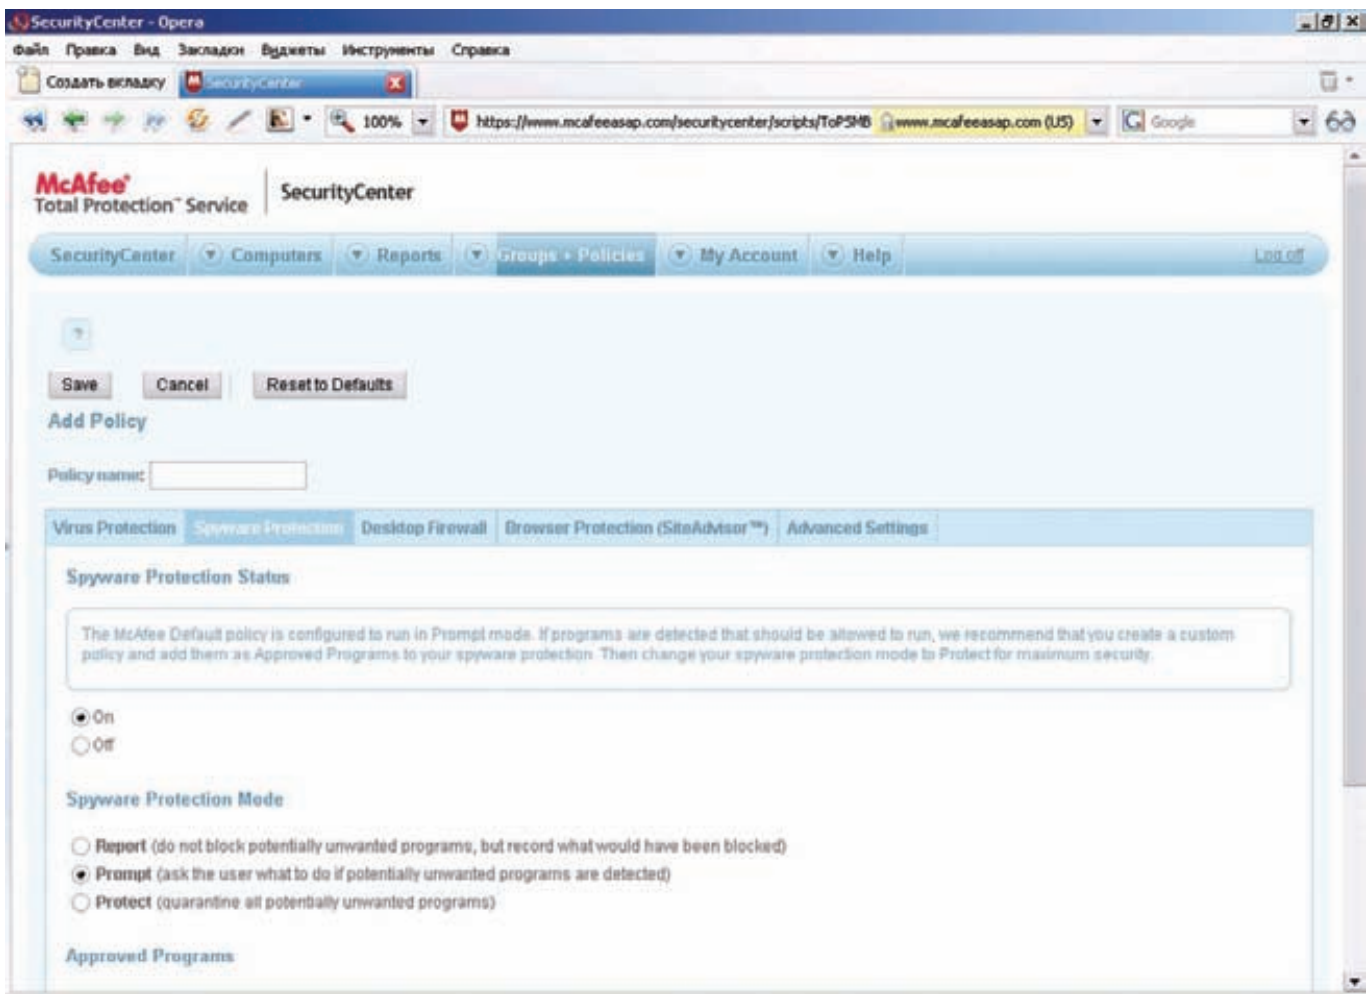 SecurityCenter - Opera
Файл Правка Вид Закладки Виджеты Инструменты Справка
Создать вкладку SecurityCenter
100% https://www.mcafeeasap.com/securitycenter/scripts/ToPSMB www.mcafeeasap.com (US) Google
McAfee®
Total Protection™ Service SecurityCenter
SecurityCenter Computers Reports Groups + Policies My Account Help Log off
?
Save Cancel Reset to Defaults
Add Policy
Policy name:
Virus Protection Spyware Protection Desktop Firewall Browser Protection (SiteAdvisor™) Advanced Settings
Spyware Protection Status
The McAfee Default policy is configured to run in Prompt mode. If programs are detected that should be allowed to run, we recommend that you create a custom
policy and add them as Approved Programs to your spyware protection. Then change your spyware protection mode to Protect for maximum security.
On
Off
Spyware Protection Mode
Report (do not block potentially unwanted programs, but record what would have been blocked)
Prompt (ask the user what to do if potentially unwanted programs are detected)
Protect (quarantine all potentially unwanted programs)
Approved Programs